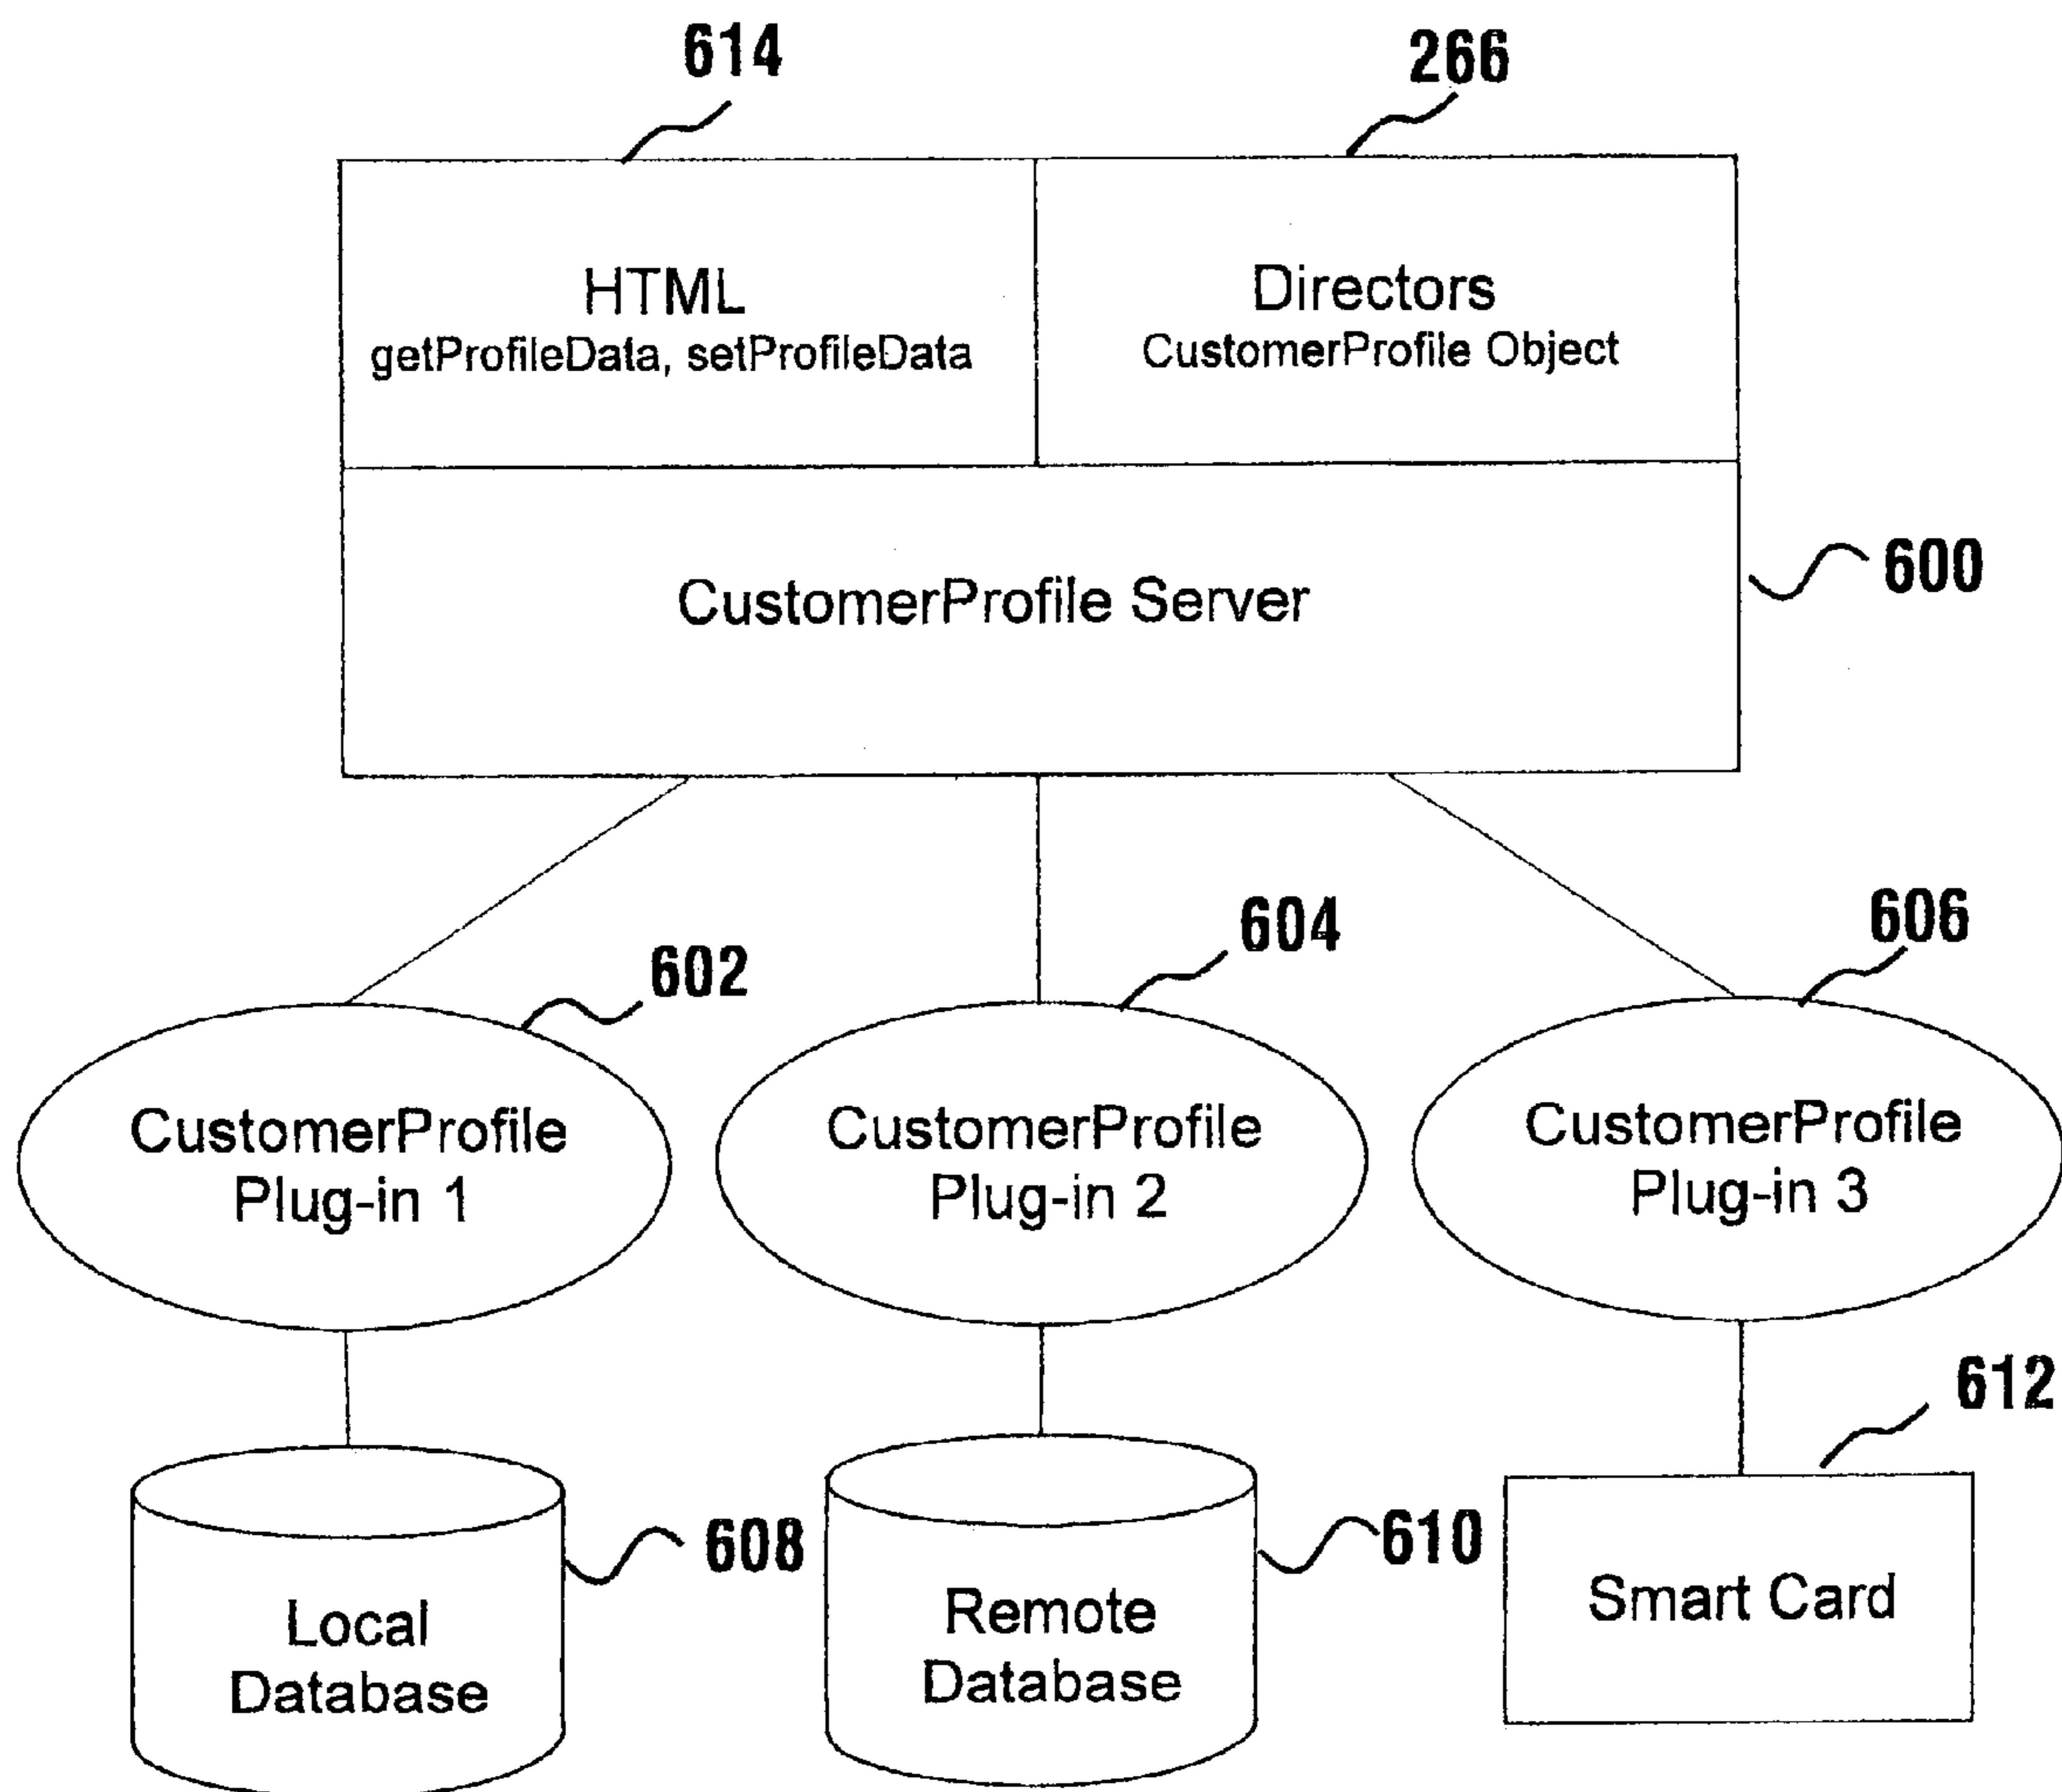 614
266
HTML
getProfileData, setProfileData
Directors
CustomerProfile Object
CustomerProfile Server
600
602
604
606
CustomerProfile
Plug-in 1
CustomerProfile
Plug-in 2
CustomerProfile
Plug-in 3
612
608
610
Local
Database
Remote
Database
Smart Card